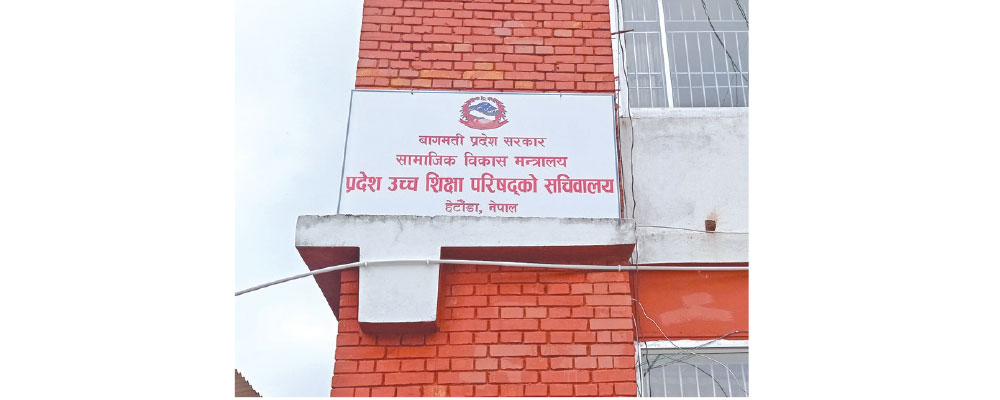 बागमती प्रदेश सरकार
सामाजिक विकास मन्त्रालय
प्रदेश उच्च शिक्षा परिषद्को सचिवालय
हेटौंडा, नेपाल